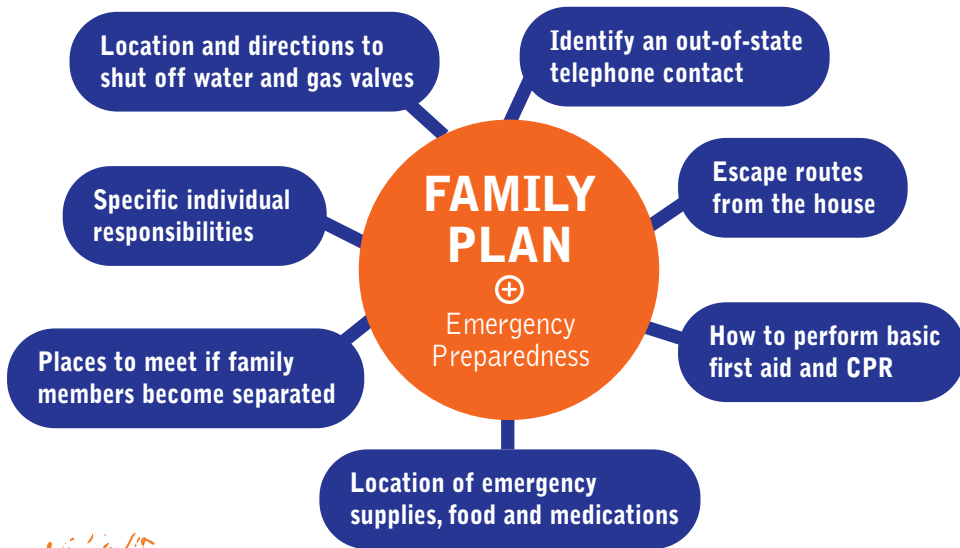 Location and directions to
shut off water and gas valves
Identify an out-of-state
telephone contact
Specific individual
responsibilities
FAMILY
PLAN
Emergency
Preparedness
Escape routes
from the house
Places to meet if family
members become separated
How to perform basic
first aid and CPR
Location of emergency
supplies, food and medications